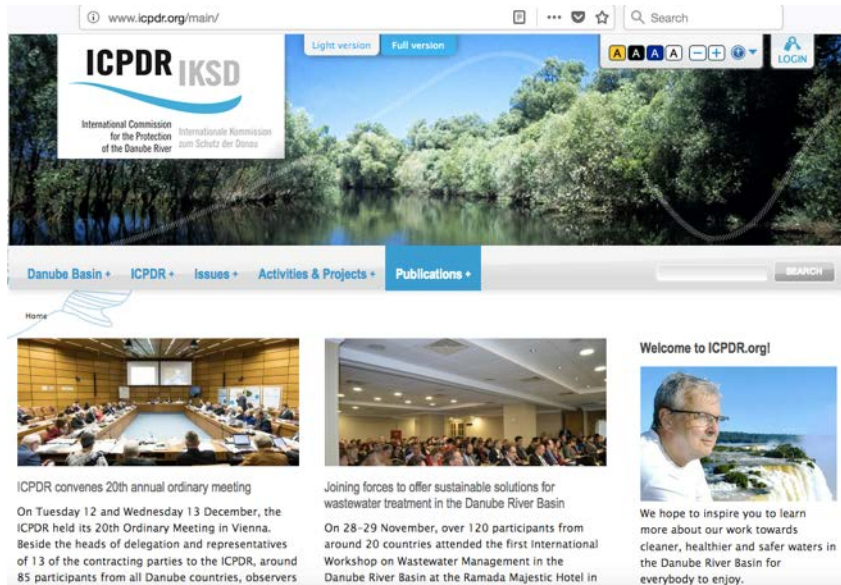 www.icpdr.org/main/
Search
Light version
Full version
A A A A
LOGIN
ICPDR IKSD
International Commission
for the Protection
of the Danube River
Internationale Kommission
zum Schutz der Donau
Danube Basin +
ICPDR +
Issues +
Activities & Projects +
Publications +
SEARCH
Home
ICPDR convenes 20th annual ordinary meeting
On Tuesday 12 and Wednesday 13 December, the
ICPDR held its 20th Ordinary Meeting in Vienna.
Beside the heads of delegation and representatives
of 13 of the contracting parties to the ICPDR, around
85 participants from all Danube countries, observers
Joining forces to offer sustainable solutions for
wastewater treatment in the Danube River Basin
On 28-29 November, over 120 participants from
around 20 countries attended the first International
Workshop on Wastewater Management in the
Danube River Basin at the Ramada Majestic Hotel in
Welcome to ICPDR.org!
We hope to inspire you to learn
more about our work towards
cleaner, healthier and safer waters in
the Danube River Basin for
everybody to enjoy.